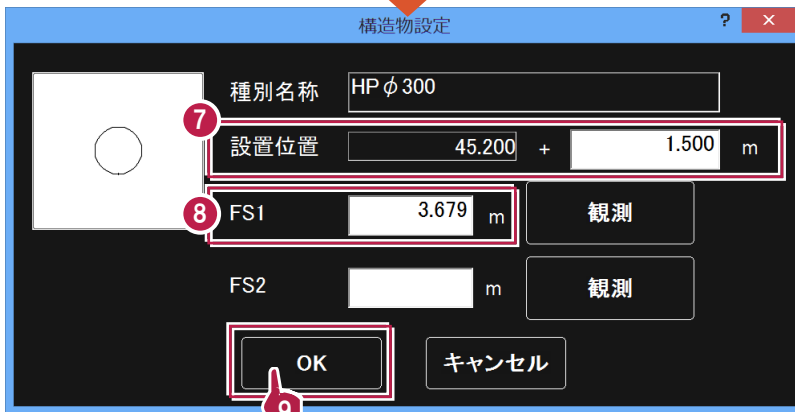 構造物設定 ? ×
種別名称 HPφ300
7
設置位置 45.200 + 1.500 m
8 FS1 3.679 m 観測
FS2 m 観測
OK キャンセル
9